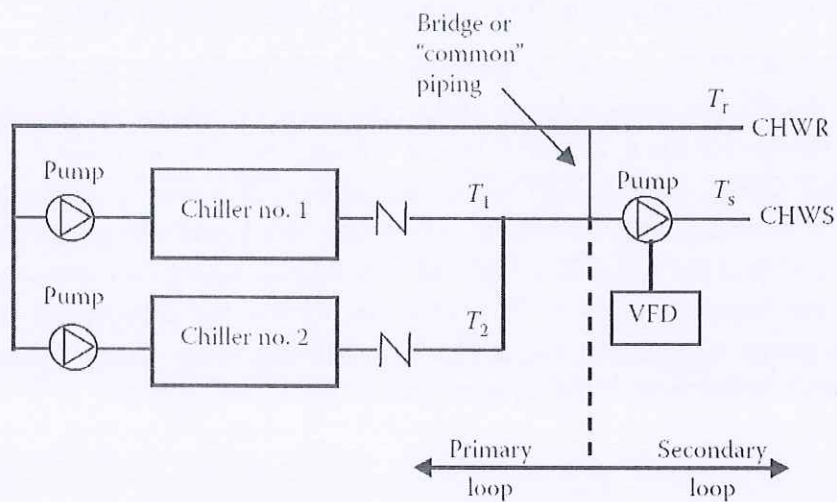 Bridge or
“common”
piping
Tr
CHWR
Pump
Chiller no. 1
T1
Pump
Ts
CHWS
Pump
Chiller no. 2
T2
VFD
Primary
loop
Secondary
loop